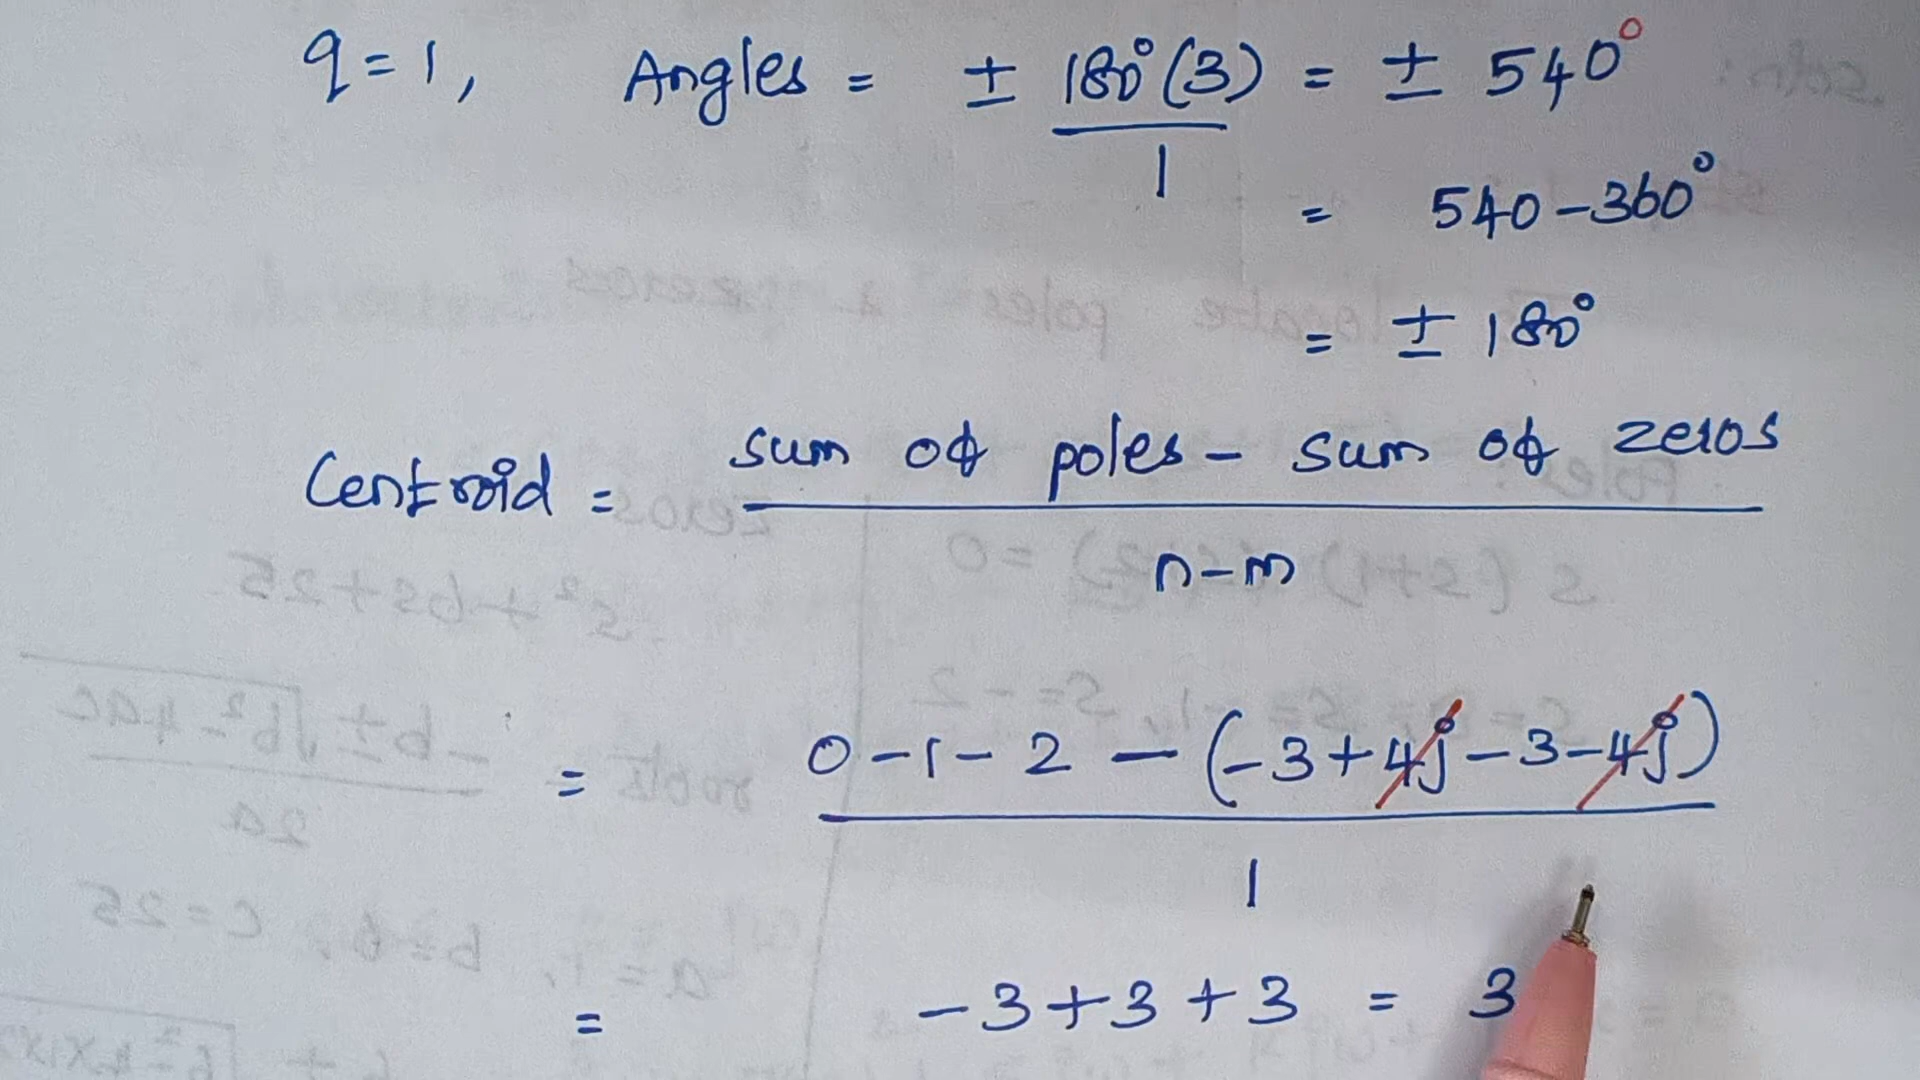 q = 1, Angles = ± 180°(3) / 1 = ± 540°
= 540 - 360°
= ± 180°
Centroid = sum of poles - sum of zeros / n - m
= 0 - 1 - 2 - (-3 + 4j - 3 - 4j) / 1
= -3 + 3 + 3 = 3